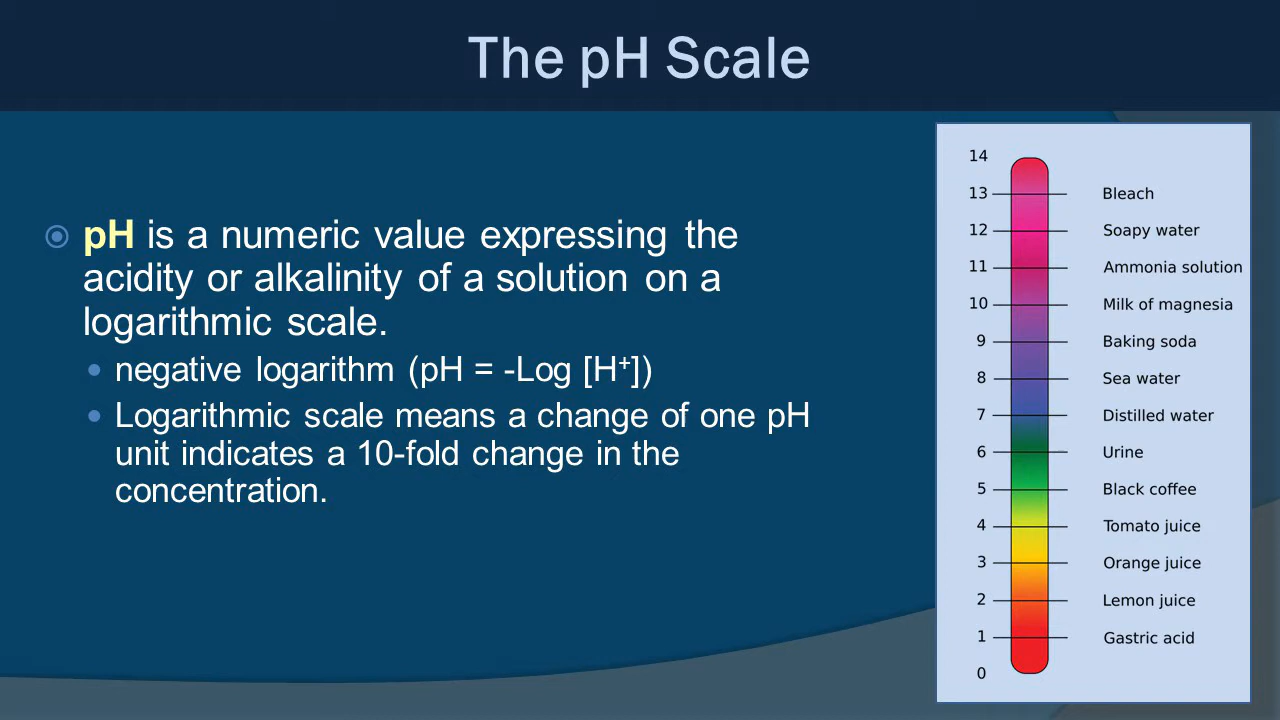 The pH Scale
pH is a numeric value expressing the
acidity or alkalinity of a solution on a
logarithmic scale.
negative logarithm (pH = -Log [H⁺])
Logarithmic scale means a change of one pH
unit indicates a 10-fold change in the
concentration.
14
13 Bleach
12 Soapy water
11 Ammonia solution
10 Milk of magnesia
9 Baking soda
8 Sea water
7 Distilled water
6 Urine
5 Black coffee
4 Tomato juice
3 Orange juice
2 Lemon juice
1 Gastric acid
0